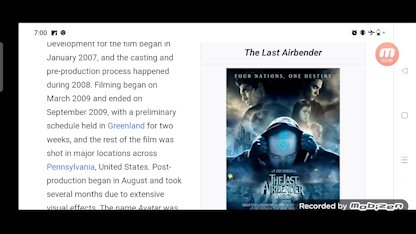 7:00
Development for the film began in
January 2007, and the casting and
pre-production process happened
during 2008. Filming began on
March 2009 and ended on
September 2009, with a preliminary
schedule held in Greenland for two
weeks, and the rest of the film was
shot in major locations across
Pennsylvania, United States. Post-
production began in August and took
several months due to extensive
visual effects. The name Avatar was
The Last Airbender
FOUR NATIONS, ONE DESTINY
THE LAST
AIRBENDER
Recorded by mobizen